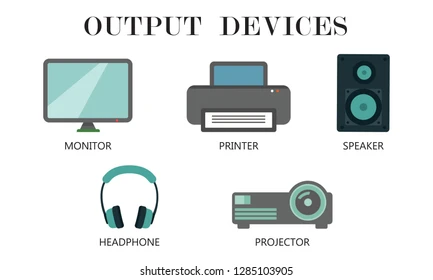 OUTPUT DEVICES
MONITOR
PRINTER
SPEAKER
HEADPHONE
PROJECTOR
shutterstock.com · 1285103905